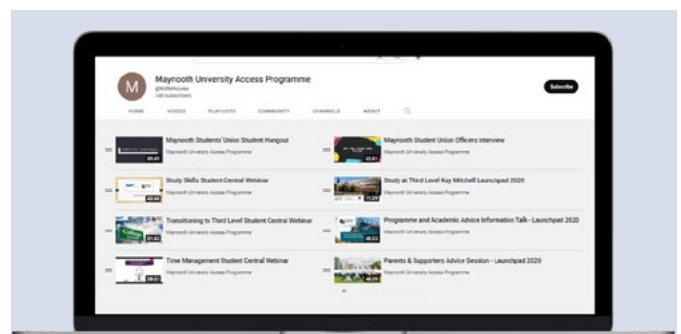 M
Maynooth University Access Programme
Subscribe
HOME VIDEOS PLAYLISTS COMMUNITY CHANNELS ABOUT
Maynooth Students' Union Student Hangout
Maynooth University Access Programme
Maynooth Student Union Officers interview
Maynooth University Access Programme
Study Skills Student Central Webinar
Maynooth University Access Programme
Study at Third Level Kay Mitchell Launchpad 2020
Maynooth University Access Programme
11:29
Transitioning to Third Level Student Central Webinar
Maynooth University Access Programme
Programme and Academic Advice Information Talk - Launchpad 2020
Maynooth University Access Programme
Time Management Student Central Webinar
Maynooth University Access Programme
Parents & Supporters Advice Session - Launchpad 2020
Maynooth University Access Programme